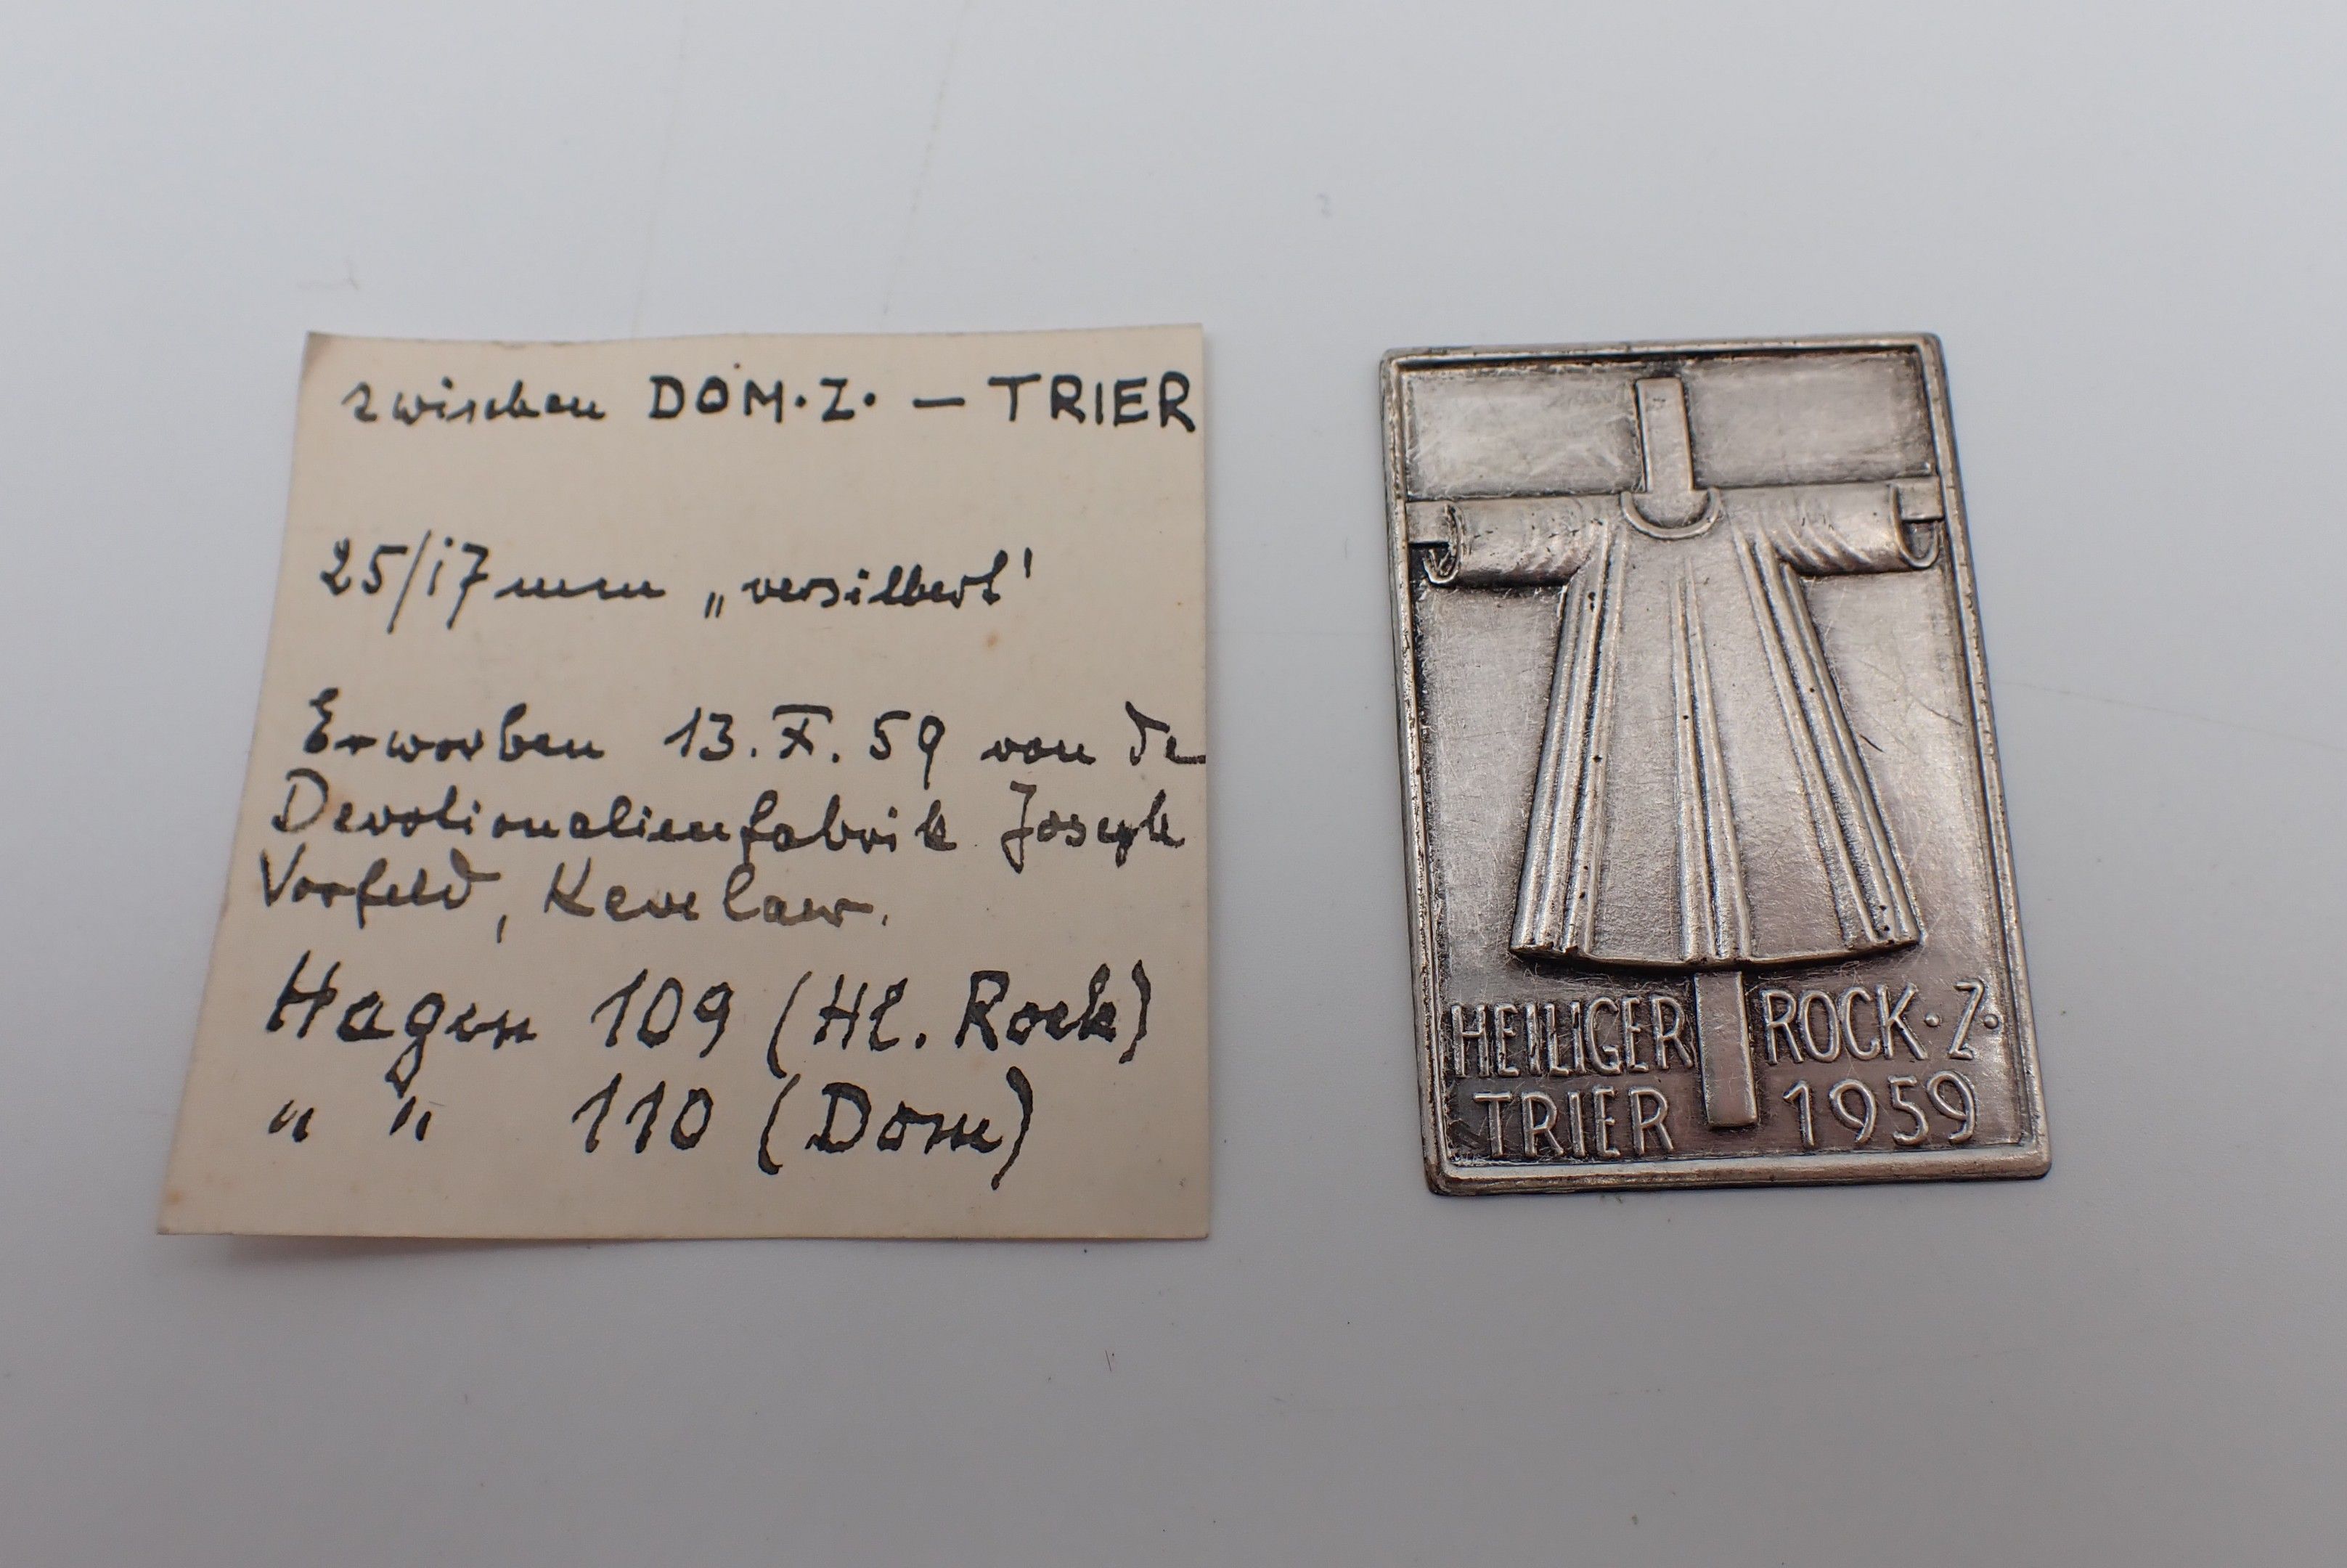 zwischen DOM·Z· — TRIER
25/17 mm „versilbert'
Erworben 13. X. 59 von de
Devotionalienfabrik Joseph
Vorfeld, Kevelaer.
Hagen 109 (Hl. Rock)
" " 110 (Dom)
HEILIGER ROCK·Z·
TRIER 1959